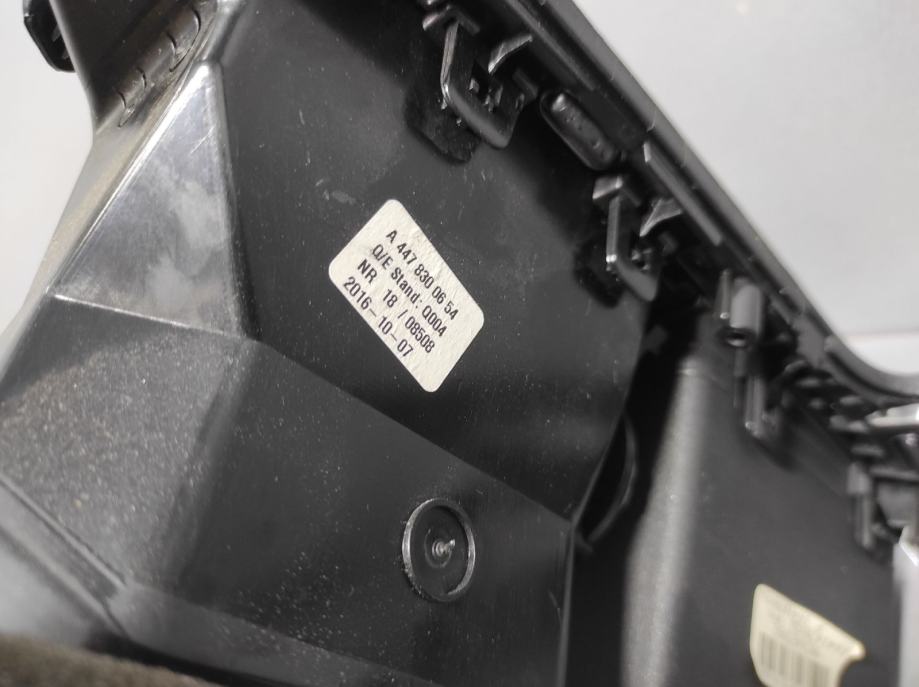 A 447 830 06 54
Q/E Stand: Q004
NR 18 / 08508
2016-10-07